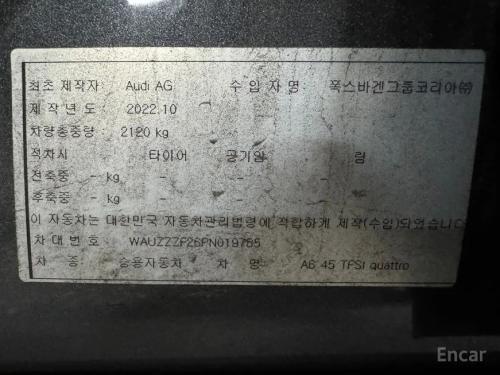 최초 제작자: Audi AG 수 입 자 명: 폭스바겐그룹코리아㈜
제 작 년 도 : 2022.10
차량총중량 : 2120 kg
적차시 타이어 공기압 림
전축중 - kg - - -
후축중 - kg - - -
이 자동차는 대한민국 자동차관리법령에 적합하게 제작(수입)되었습니다
차 대 번 호 : WAUZZZF26PN019765
차 종 : 승용자동차 차 명: A6 45 TFSI quattro
Encar